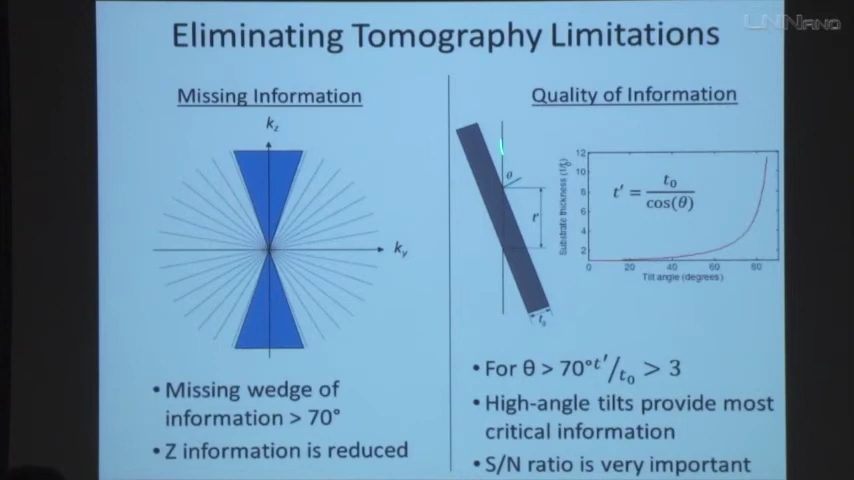 LNNano
Eliminating Tomography Limitations
Missing Information
k_z
k_y
• Missing wedge of
information > 70°
• Z information is reduced
Quality of Information
θ
t'
t_0
12
10
8
6
4
2
0 20 40 60 80
Substrate thickness (1/t_0)
Tilt angle (degrees)
t' = t_0 / cos(θ)
• For θ > 70° t'/t_0 > 3
• High-angle tilts provide most
critical information
• S/N ratio is very important